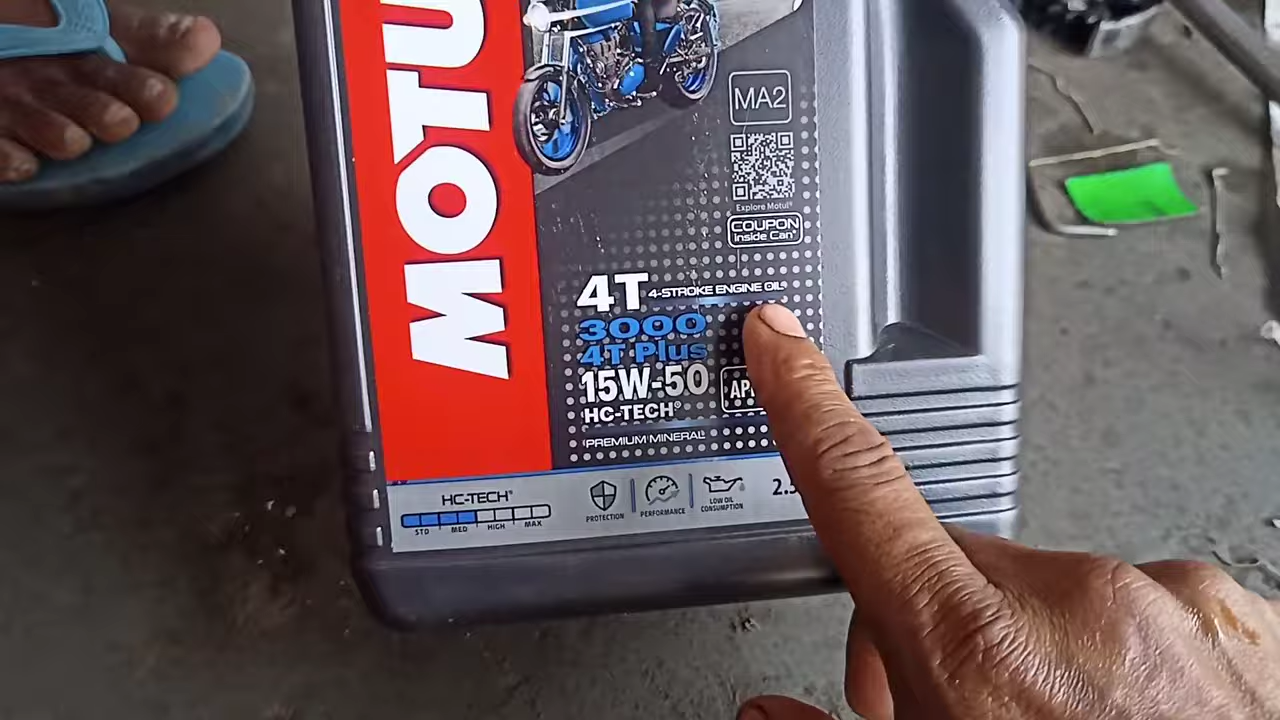 MOTU
MA2
Explore Motul®
COUPON
Inside Can*
4T 4-STROKE ENGINE OIL
3000
4T Plus
15W-50
API
HC-TECH®
PREMIUM MINERAL
HC-TECH®
STD MED HIGH MAX
PROTECTION
PERFORMANCE
LOW OIL
CONSUMPTION